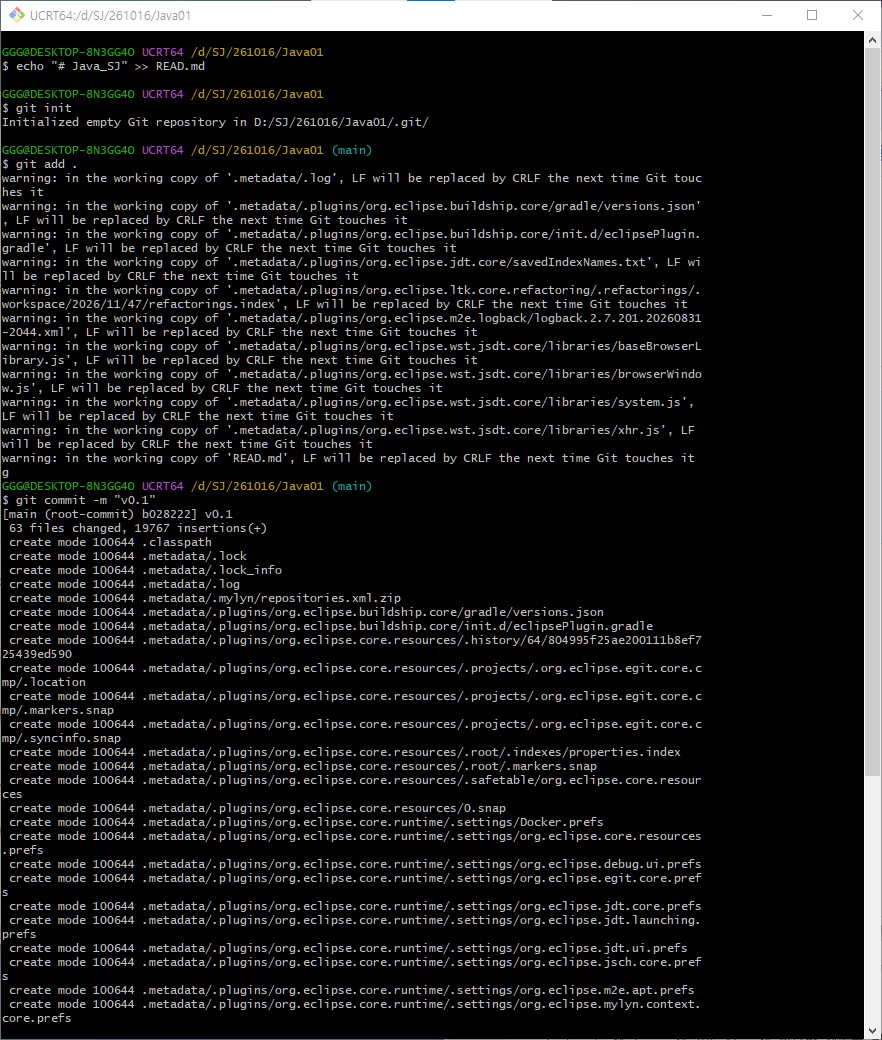 UCRT64:/d/SJ/261016/Java01
GGG@DESKTOP-8N3GG4O UCRT64 /d/SJ/261016/Java01
$ echo "# Java_SJ" >> READ.md
GGG@DESKTOP-8N3GG4O UCRT64 /d/SJ/261016/Java01
$ git init
Initialized empty Git repository in D:/SJ/261016/Java01/.git/
GGG@DESKTOP-8N3GG4O UCRT64 /d/SJ/261016/Java01 (main)
$ git add .
warning: in the working copy of '.metadata/.log', LF will be replaced by CRLF the next time Git touc
hes it
warning: in the working copy of '.metadata/.plugins/org.eclipse.buildship.core/gradle/versions.json'
, LF will be replaced by CRLF the next time Git touches it
warning: in the working copy of '.metadata/.plugins/org.eclipse.buildship.core/init.d/eclipsePlugin.
gradle', LF will be replaced by CRLF the next time Git touches it
warning: in the working copy of '.metadata/.plugins/org.eclipse.jdt.core/savedIndexNames.txt', LF wi
ll be replaced by CRLF the next time Git touches it
warning: in the working copy of '.metadata/.plugins/org.eclipse.ltk.core.refactoring/.refactorings/.
workspace/2026/11/47/refactorings.index', LF will be replaced by CRLF the next time Git touches it
warning: in the working copy of '.metadata/.plugins/org.eclipse.m2e.logback/logback.2.7.201.20260831
-2044.xml', LF will be replaced by CRLF the next time Git touches it
warning: in the working copy of '.metadata/.plugins/org.eclipse.wst.jsdt.core/libraries/baseBrowserL
ibrary.js', LF will be replaced by CRLF the next time Git touches it
warning: in the working copy of '.metadata/.plugins/org.eclipse.wst.jsdt.core/libraries/browserWindo
w.js', LF will be replaced by CRLF the next time Git touches it
warning: in the working copy of '.metadata/.plugins/org.eclipse.wst.jsdt.core/libraries/system.js',
LF will be replaced by CRLF the next time Git touches it
warning: in the working copy of '.metadata/.plugins/org.eclipse.wst.jsdt.core/libraries/xhr.js', LF
will be replaced by CRLF the next time Git touches it
warning: in the working copy of 'READ.md', LF will be replaced by CRLF the next time Git touches it
g
GGG@DESKTOP-8N3GG4O UCRT64 /d/SJ/261016/Java01 (main)
$ git commit -m "v0.1"
[main (root-commit) b028222] v0.1
63 files changed, 19767 insertions(+)
create mode 100644 .classpath
create mode 100644 .metadata/.lock
create mode 100644 .metadata/.lock_info
create mode 100644 .metadata/.log
create mode 100644 .metadata/.mylyn/repositories.xml.zip
create mode 100644 .metadata/.plugins/org.eclipse.buildship.core/gradle/versions.json
create mode 100644 .metadata/.plugins/org.eclipse.buildship.core/init.d/eclipsePlugin.gradle
create mode 100644 .metadata/.plugins/org.eclipse.core.resources/.history/64/804995f25ae200111b8ef7
25439ed590
create mode 100644 .metadata/.plugins/org.eclipse.core.resources/.projects/.org.eclipse.egit.core.c
mp/.location
create mode 100644 .metadata/.plugins/org.eclipse.core.resources/.projects/.org.eclipse.egit.core.c
mp/.markers.snap
create mode 100644 .metadata/.plugins/org.eclipse.core.resources/.projects/.org.eclipse.egit.core.c
mp/.syncinfo.snap
create mode 100644 .metadata/.plugins/org.eclipse.core.resources/.root/.indexes/properties.index
create mode 100644 .metadata/.plugins/org.eclipse.core.resources/.root/.markers.snap
create mode 100644 .metadata/.plugins/org.eclipse.core.resources/.safetable/org.eclipse.core.resour
ces
create mode 100644 .metadata/.plugins/org.eclipse.core.resources/0.snap
create mode 100644 .metadata/.plugins/org.eclipse.core.runtime/.settings/Docker.prefs
create mode 100644 .metadata/.plugins/org.eclipse.core.runtime/.settings/org.eclipse.core.resources
.prefs
create mode 100644 .metadata/.plugins/org.eclipse.core.runtime/.settings/org.eclipse.debug.ui.prefs
create mode 100644 .metadata/.plugins/org.eclipse.core.runtime/.settings/org.eclipse.egit.core.pref
s
create mode 100644 .metadata/.plugins/org.eclipse.core.runtime/.settings/org.eclipse.jdt.core.prefs
create mode 100644 .metadata/.plugins/org.eclipse.core.runtime/.settings/org.eclipse.jdt.launching.
prefs
create mode 100644 .metadata/.plugins/org.eclipse.core.runtime/.settings/org.eclipse.jdt.ui.prefs
create mode 100644 .metadata/.plugins/org.eclipse.core.runtime/.settings/org.eclipse.jsch.core.pref
s
create mode 100644 .metadata/.plugins/org.eclipse.core.runtime/.settings/org.eclipse.m2e.apt.prefs
create mode 100644 .metadata/.plugins/org.eclipse.core.runtime/.settings/org.eclipse.mylyn.context.
core.prefs